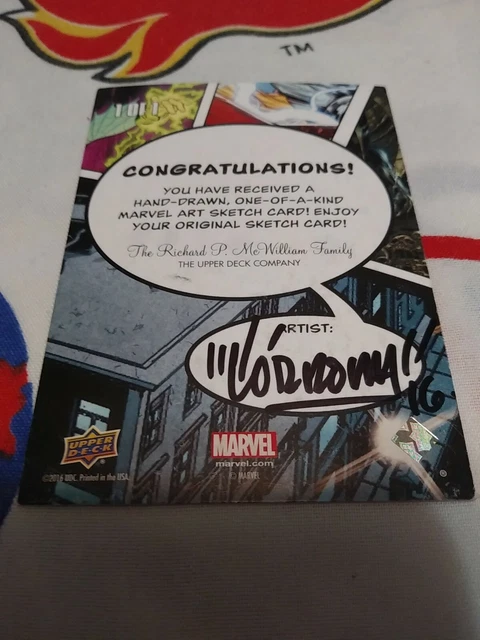 TM
1 OF 1
CONGRATULATIONS!
YOU HAVE RECEIVED A
HAND-DRAWN, ONE-OF-A-KIND
MARVEL ART SKETCH CARD! ENJOY
YOUR ORIGINAL SKETCH CARD!
The Richard P. McWilliam Family
THE UPPER DECK COMPANY
ARTIST:
UPPER
D·E·C·K
MARVEL
marvel.com
© MARVEL
©2016 UDC. Printed in the USA.
®